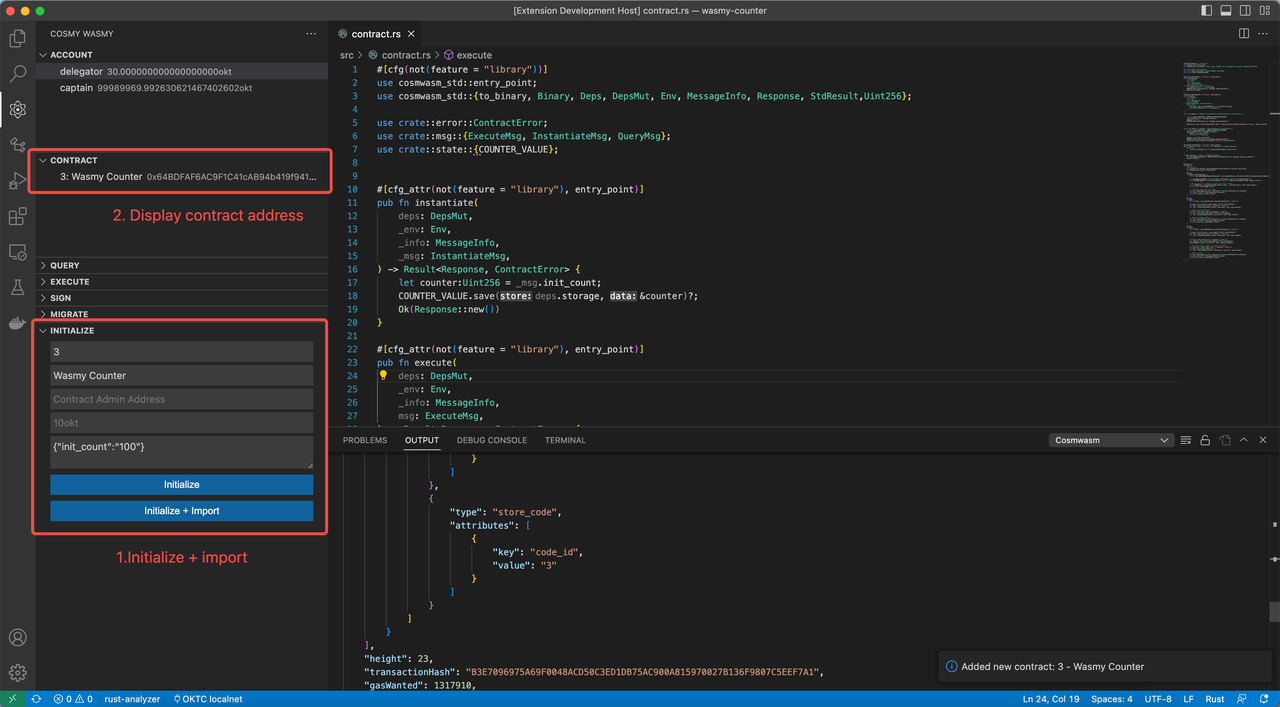 [Extension Development Host] contract.rs — wasmy-counter
COSMY WASMY
ACCOUNT
delegator 30.000000000000000000okt
captain 99989969.992630621467402602okt
CONTRACT
3: Wasmy Counter 0x64BDFAF6AC9F1C41cAB94b419f941...
2. Display contract address
QUERY
EXECUTE
SIGN
MIGRATE
INITIALIZE
3
Wasmy Counter
Contract Admin Address
10okt
{"init_count":"100"}
Initialize
Initialize + Import
1.Initialize + import
contract.rs
src > contract.rs > execute
1 #[cfg(not(feature = "library"))]
2 use cosmwasm_std::entry_point;
3 use cosmwasm_std::{to_binary, Binary, Deps, DepsMut, Env, MessageInfo, Response, StdResult,Uint256};
4
5 use crate::error::ContractError;
6 use crate::msg::{ExecuteMsg, InstantiateMsg, QueryMsg};
7 use crate::state::{COUNTER_VALUE};
8
9
10 #[cfg_attr(not(feature = "library"), entry_point)]
11 pub fn instantiate(
12 deps: DepsMut,
13 _env: Env,
14 _info: MessageInfo,
15 _msg: InstantiateMsg,
16 ) -> Result<Response, ContractError> {
17 let counter:Uint256 = _msg.init_count;
18 COUNTER_VALUE.save(store: deps.storage, data: &counter)?;
19 Ok(Response::new())
20 }
21
22 #[cfg_attr(not(feature = "library"), entry_point)]
23 pub fn execute(
24 deps: DepsMut,
25 _env: Env,
26 _info: MessageInfo,
27 msg: ExecuteMsg,
PROBLEMS OUTPUT DEBUG CONSOLE TERMINAL Cosmwasm
}
]
},
{
"type": "store_code",
"attributes": [
{
"key": "code_id",
"value": "3"
}
]
}
]
}
],
"height": 23,
"transactionHash": "B3E7096975A69F0048ACD50C3ED1DB75AC900A815970027B136F9807C5EEF7A1",
"gasWanted": 1317910,
Added new contract: 3 - Wasmy Counter
0 0 rust-analyzer OKTC localnet Ln 24, Col 19 Spaces: 4 UTF-8 LF Rust